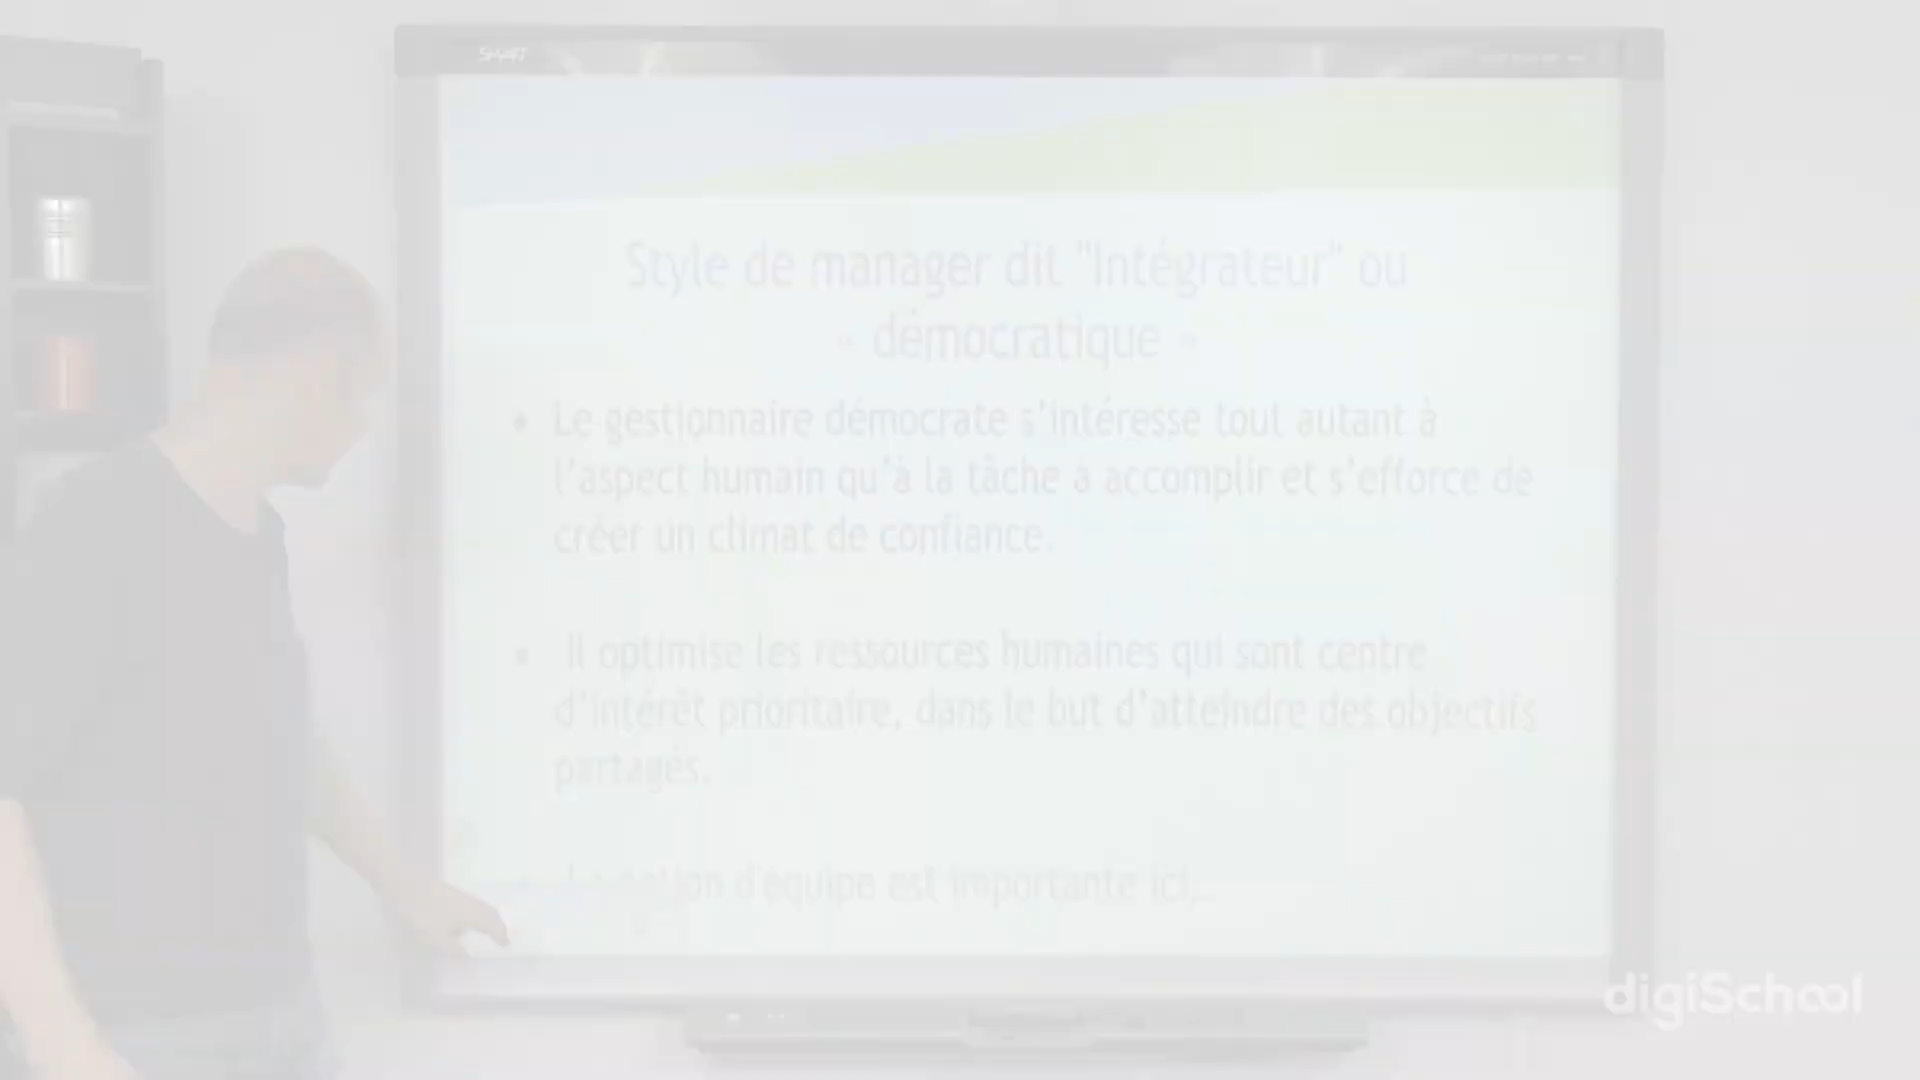 SMART
Style de manager dit "Intégrateur" ou
« démocratique »
• Le gestionnaire démocrate s'intéresse tout autant à
l'aspect humain qu'à la tâche à accomplir et s'efforce de
créer un climat de confiance.
• Il optimise les ressources humaines qui sont centre
d'intérêt prioritaire, dans le but d'atteindre des objectifs
partagés.
La notion d'équipe est importante ici...
digiSchool